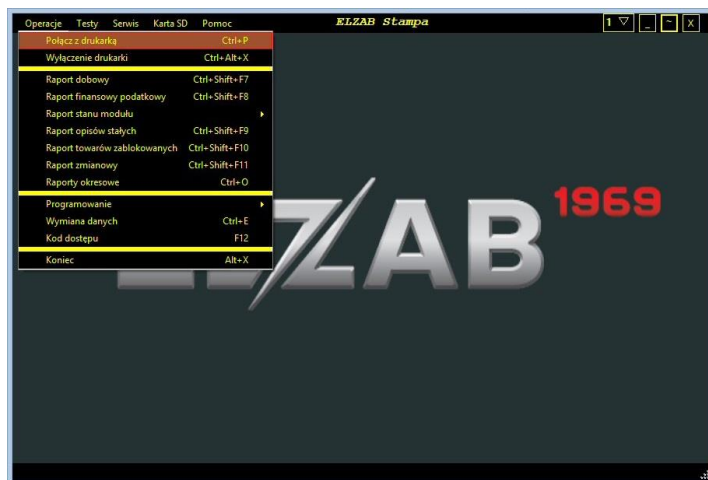 Operacje Testy Serwis Karta SD Pomoc ELZAB Stampa 1 _ ~ X
Połącz z drukarką Ctrl+P
Wyłączenie drukarki Ctrl+Alt+X
Raport dobowy Ctrl+Shift+F7
Raport finansowy podatkowy Ctrl+Shift+F8
Raport stanu modułu
Raport opisów stałych Ctrl+Shift+F9
Raport towarów zablokowanych Ctrl+Shift+F10
Raport zmianowy Ctrl+Shift+F11
Raporty okresowe Ctrl+O
Programowanie
Wymiana danych Ctrl+E
Kod dostępu F12
Koniec Alt+X
ELZAB 1969